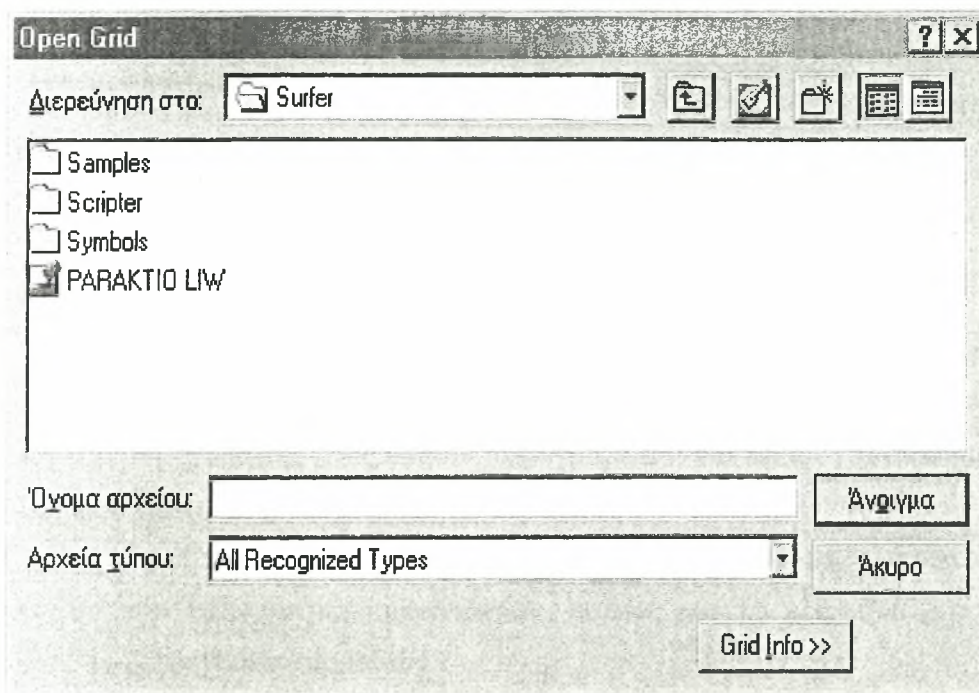 Open Grid
Διερεύνηση στο: Surfer
Samples
Scripter
Symbols
PARAKTIO LIW
Όνομα αρχείου:
Άνοιγμα
Αρχεία τύπου: All Recognized Types
Άκυρο
Grid Info >>